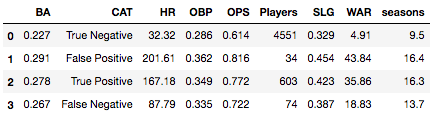 BA CAT HR OBP OPS Players SLG WAR seasons
0 0.227 True Negative 32.32 0.286 0.614 4551 0.329 4.91 9.5
1 0.291 False Positive 201.61 0.362 0.816 34 0.454 43.84 16.4
2 0.278 True Positive 167.18 0.349 0.772 603 0.423 35.86 16.3
3 0.267 False Negative 87.79 0.335 0.722 74 0.387 18.83 13.7